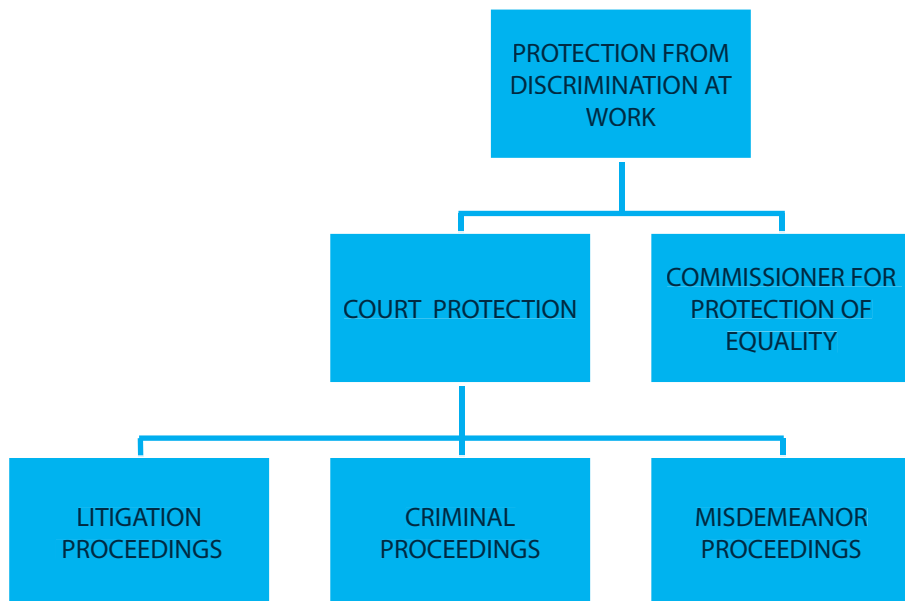 PROTECTION FROM
DISCRIMINATION AT
WORK
COURT PROTECTION
COMMISSIONER FOR
PROTECTION OF
EQUALITY
LITIGATION
PROCEEDINGS
CRIMINAL
PROCEEDINGS
MISDEMEANOR
PROCEEDINGS